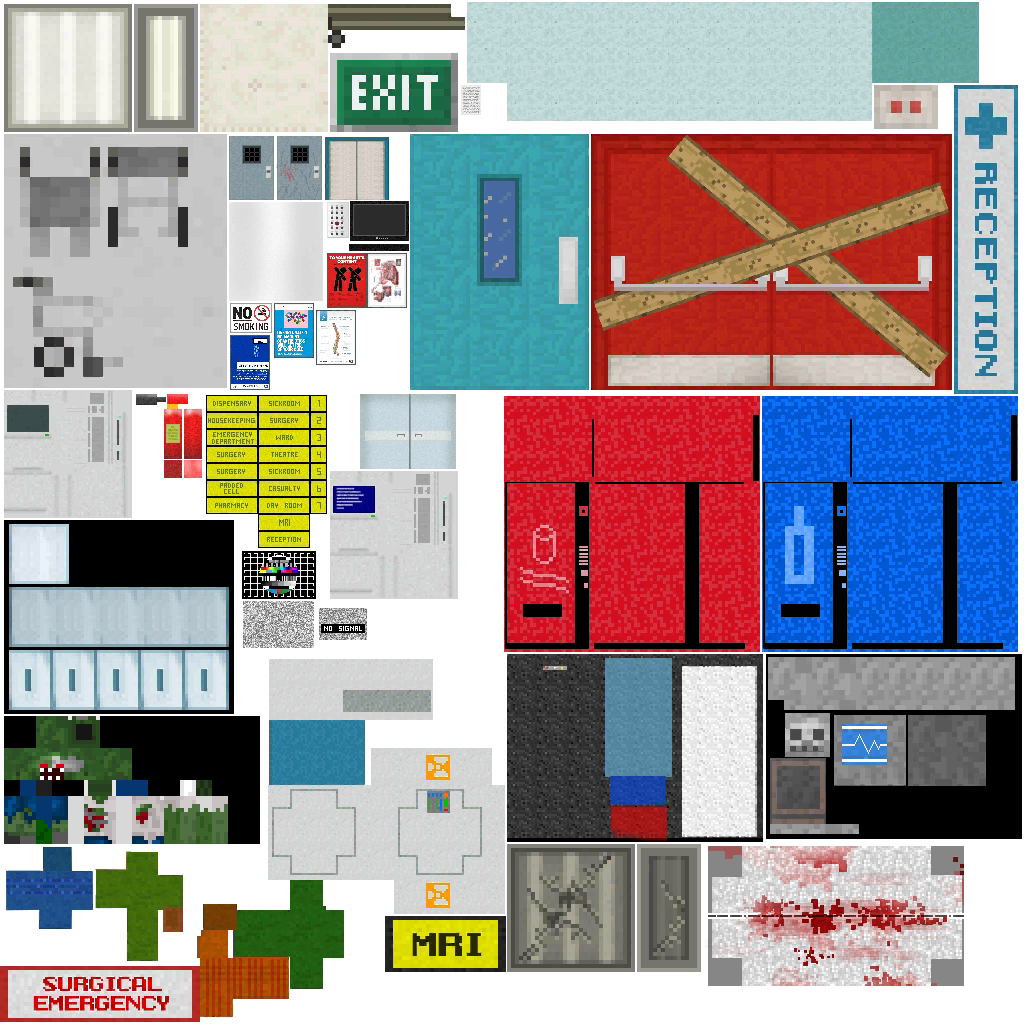 EXIT
RECEPTION
NO
SMOKING
DISPENSARY SICKROOM 1
HOUSEKEEPING SURGERY 2
EMERGENCY
DEPARTMENT WARD 3
SURGERY THEATRE 4
SURGERY SICKROOM 5
PADDED
CELL CASUALTY 6
PHARMACY DAY ROOM 7
MRI
RECEPTION
NO SIGNAL
MRI
SURGICAL
EMERGENCY